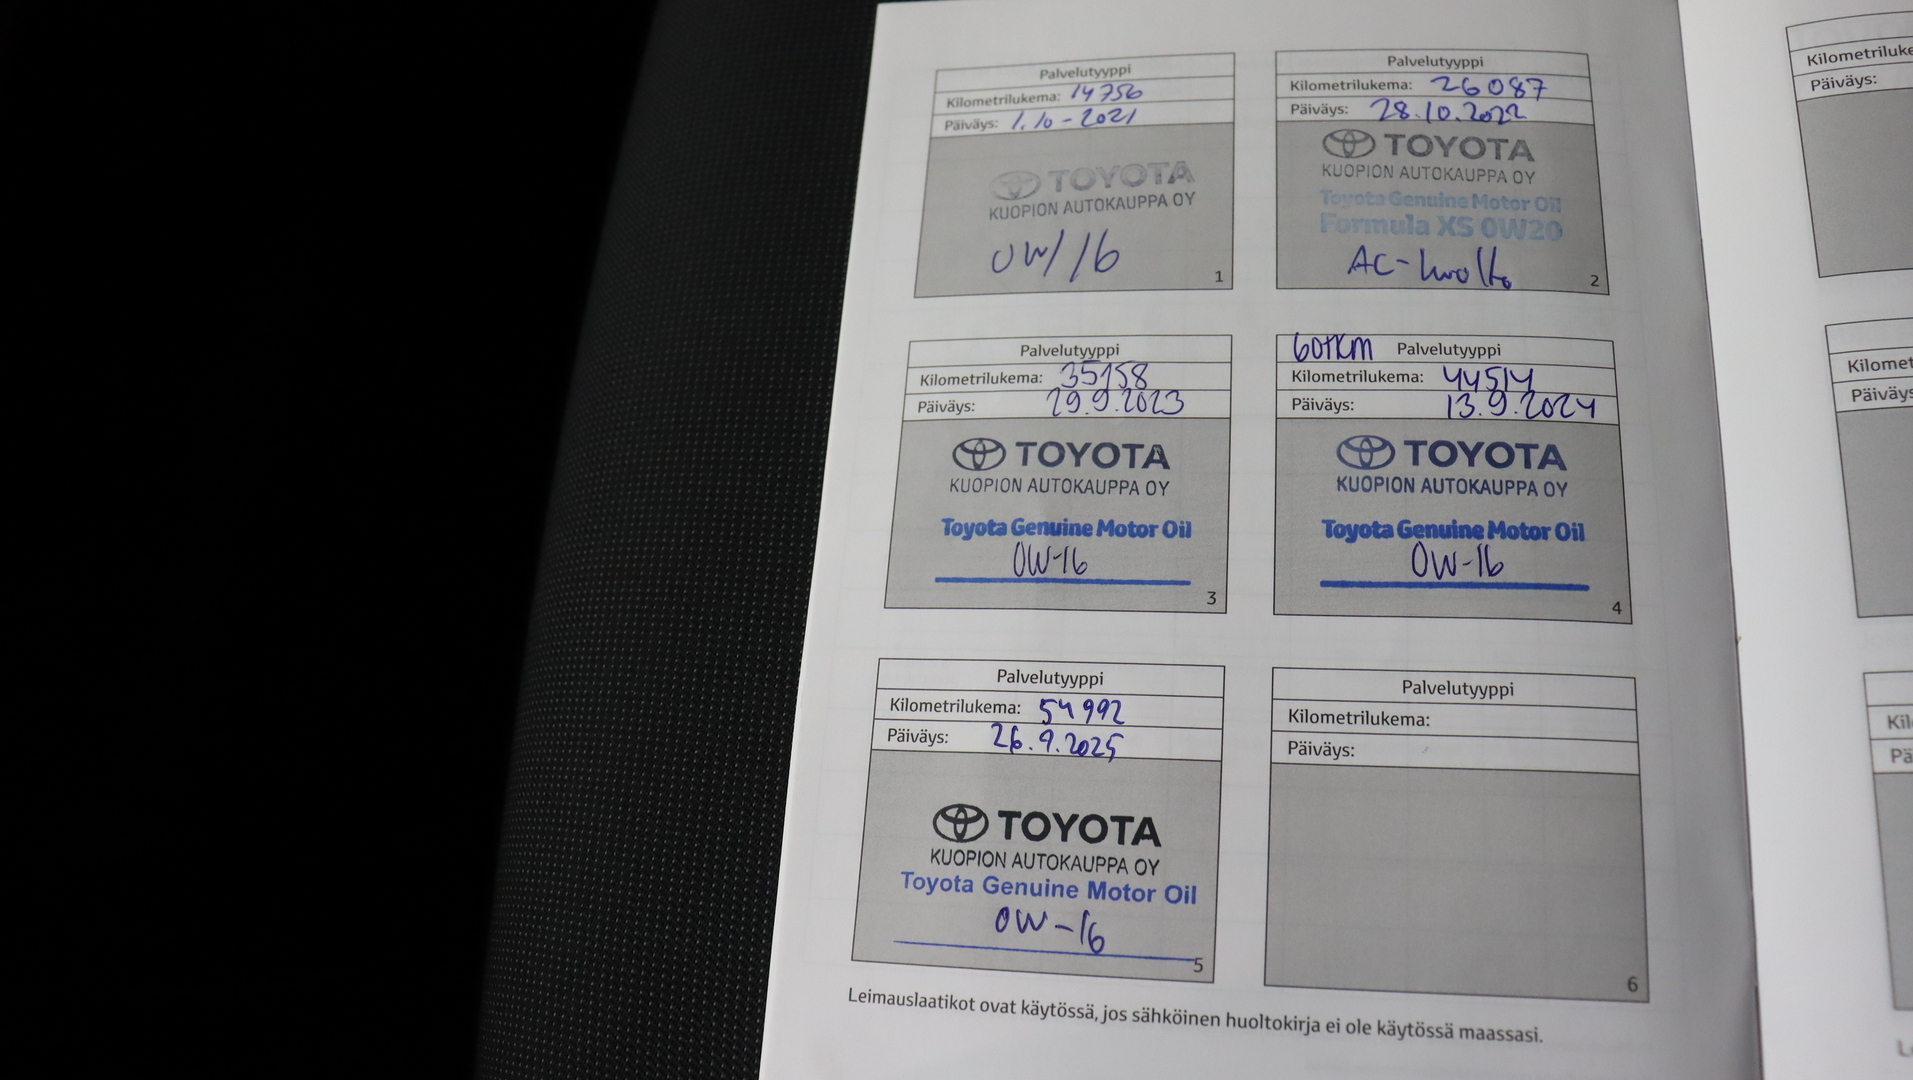 Palvelutyyppi
Kilometrilukema: 14756
Päiväys: 1.10-2021
TOYOTA
KUOPION AUTOKAUPPA OY
0W/16
1
Palvelutyyppi
Kilometrilukema: 26087
Päiväys: 28.10.2022
TOYOTA
KUOPION AUTOKAUPPA OY
Toyota Genuine Motor Oil
Formula XS 0W20
AC-huolto
2
Palvelutyyppi
Kilometrilukema: 35158
Päiväys: 29.9.2023
TOYOTA
KUOPION AUTOKAUPPA OY
Toyota Genuine Motor Oil
0W-16
3
60TKM Palvelutyyppi
Kilometrilukema: 44514
Päiväys: 13.9.2024
TOYOTA
KUOPION AUTOKAUPPA OY
Toyota Genuine Motor Oil
0W-16
4
Palvelutyyppi
Kilometrilukema: 54992
Päiväys: 26.9.2025
TOYOTA
KUOPION AUTOKAUPPA OY
Toyota Genuine Motor Oil
0W-16
5
Palvelutyyppi
Kilometrilukema:
Päiväys:
6
Leimauslaatikot ovat käytössä, jos sähköinen huoltokirja ei ole käytössä maassasi.
Kilometriluke
Päiväys:
Kilomet
Päiväys
Kil
Pä